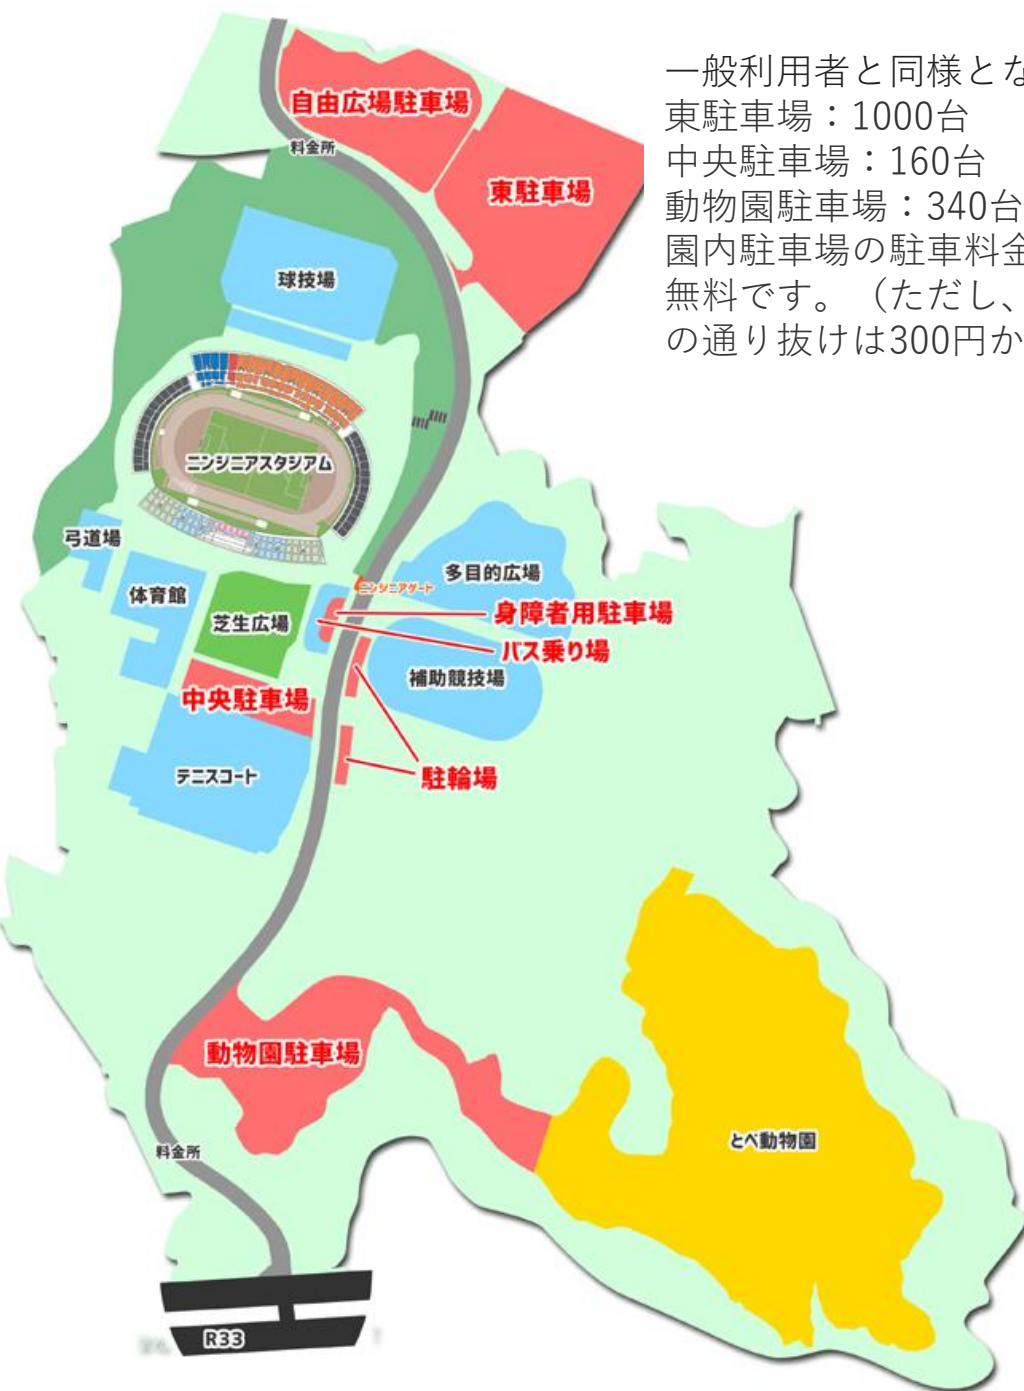 一般利用者と同様とな
東駐車場：1000台
中央駐車場：160台
動物園駐車場：340台
園内駐車場の駐車料金
無料です。（ただし、
の通り抜けは300円か
自由広場駐車場
料金所
東駐車場
球技場
ニンジニアスタジアム
弓道場
体育館
芝生広場
ニンジニアゲート
多目的広場
身障者用駐車場
バス乗り場
補助競技場
中央駐車場
テニスコート
駐輪場
動物園駐車場
とべ動物園
料金所
R33